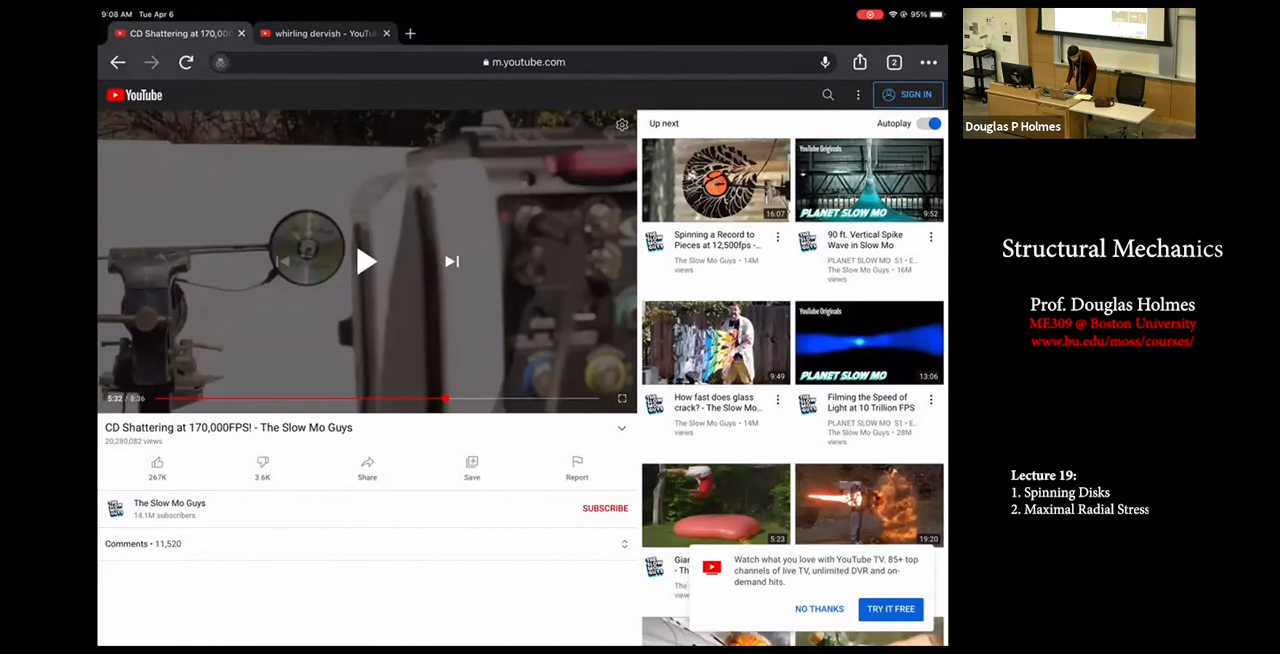 9:08 AM Tue Apr 6
95%
CD Shattering at 170,00
whirling dervish - YouTu
m.youtube.com
2
YouTube
SIGN IN
Up next
Autoplay
16:07
Spinning a Record to
Pieces at 12,500fps -...
The Slow Mo Guys • 14M
views
YouTube Originals
PLANET SLOW MO
9:52
90 ft. Vertical Spike
Wave in Slow Mo
PLANET SLOW MO S1 • E...
The Slow Mo Guys • 16M
views
9:49
How fast does glass
crack? - The Slow Mo...
The Slow Mo Guys • 14M
views
YouTube Originals
PLANET SLOW MO
13:06
Filming the Speed of
Light at 10 Trillion FPS
PLANET SLOW MO S1 • E...
The Slow Mo Guys • 28M
views
5:23
19:20
Gian
- Th
The
view
5:32 / 8:36
CD Shattering at 170,000FPS! - The Slow Mo Guys
20,280,082 views
267K
3.6K
Share
Save
Report
The Slow Mo Guys
14.1M subscribers
SUBSCRIBE
Comments • 11,520
Watch what you love with YouTube TV. 85+ top
channels of live TV, unlimited DVR and on-
demand hits.
NO THANKS
TRY IT FREE
Douglas P Holmes
Structural Mechanics
Prof. Douglas Holmes
ME309 @ Boston University
www.bu.edu/moss/courses/
Lecture 19:
1. Spinning Disks
2. Maximal Radial Stress